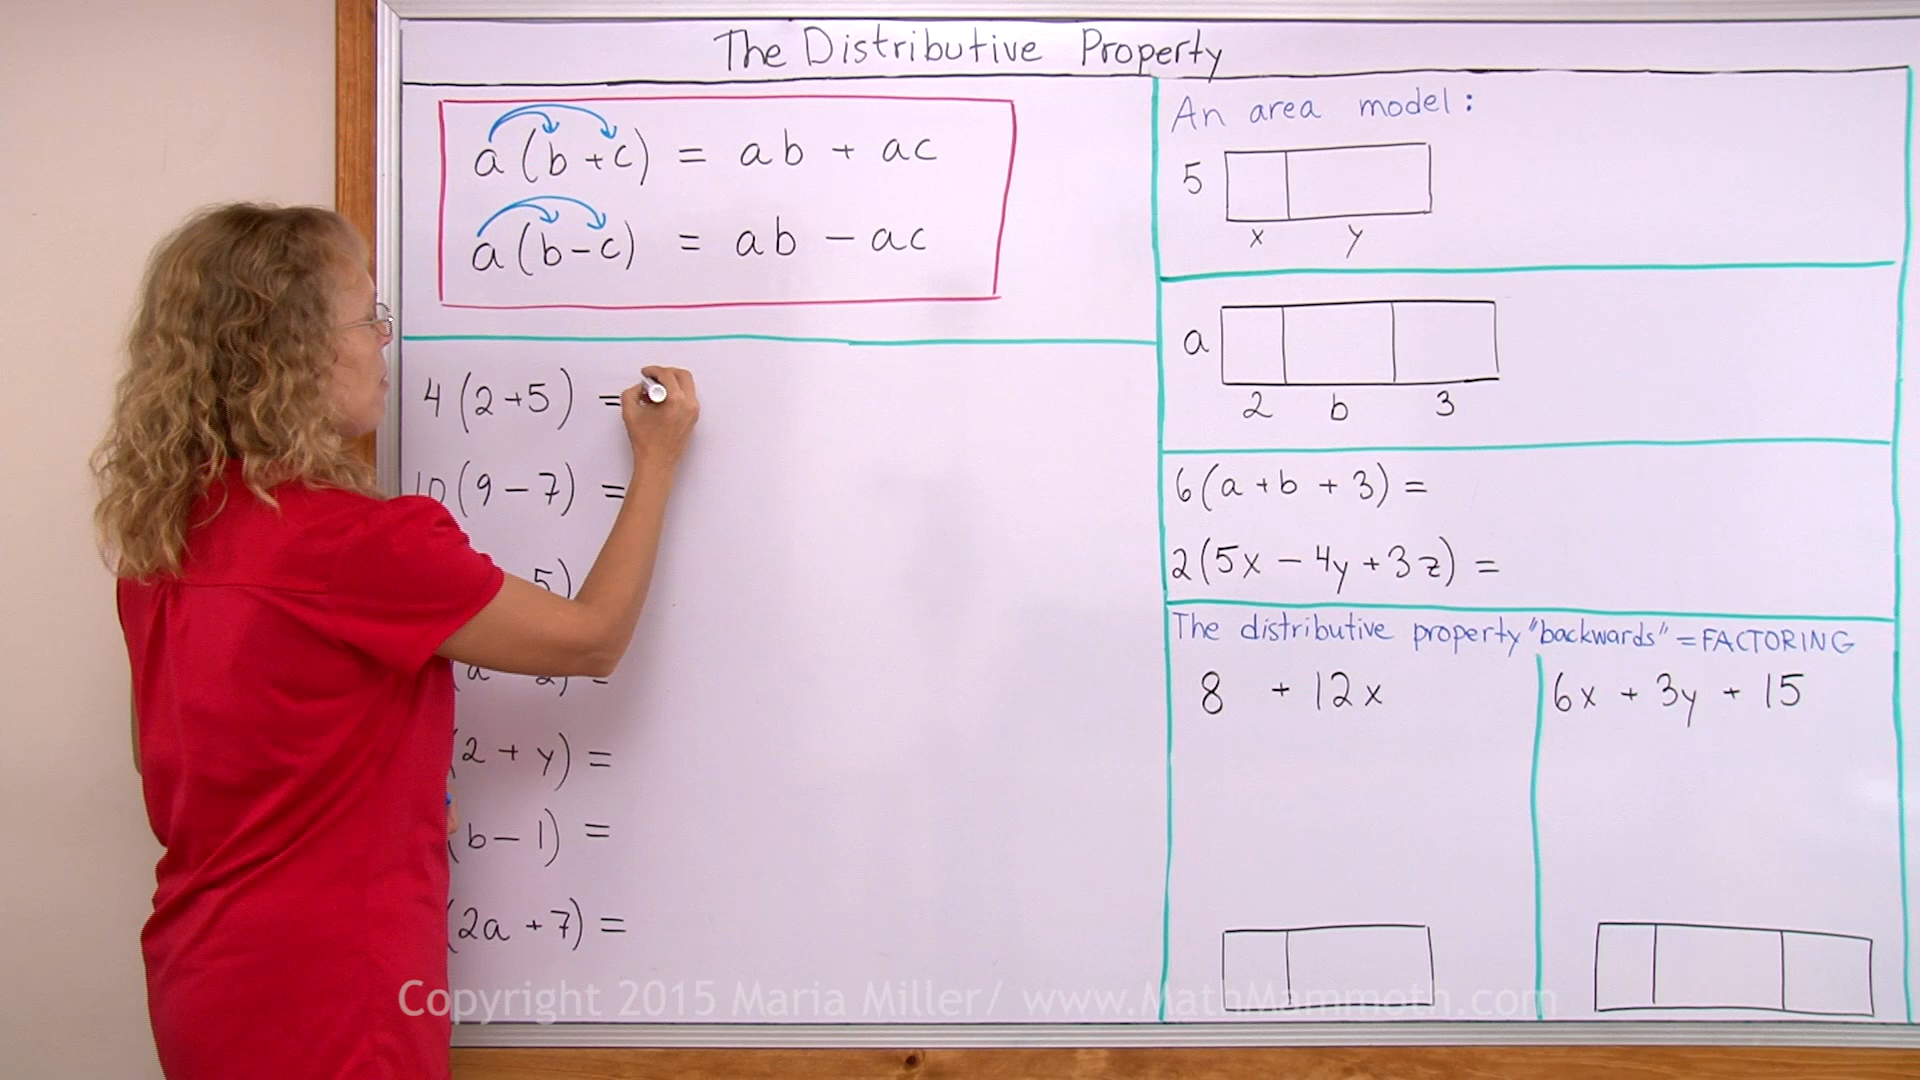 The Distributive Property
a(b+c) = ab + ac
a(b-c) = ab - ac
4(2+5) =
10(9-7) =
5)
(a 2) =
(2 + y) =
(b - 1) =
(2a + 7) =
An area model:
5
x y
a
2 b 3
6(a + b + 3) =
2(5x - 4y + 3z) =
The distributive property "backwards" = FACTORING
8 + 12x
6x + 3y + 15
Copyright 2015 Maria Miller/ www.MathMammoth.com